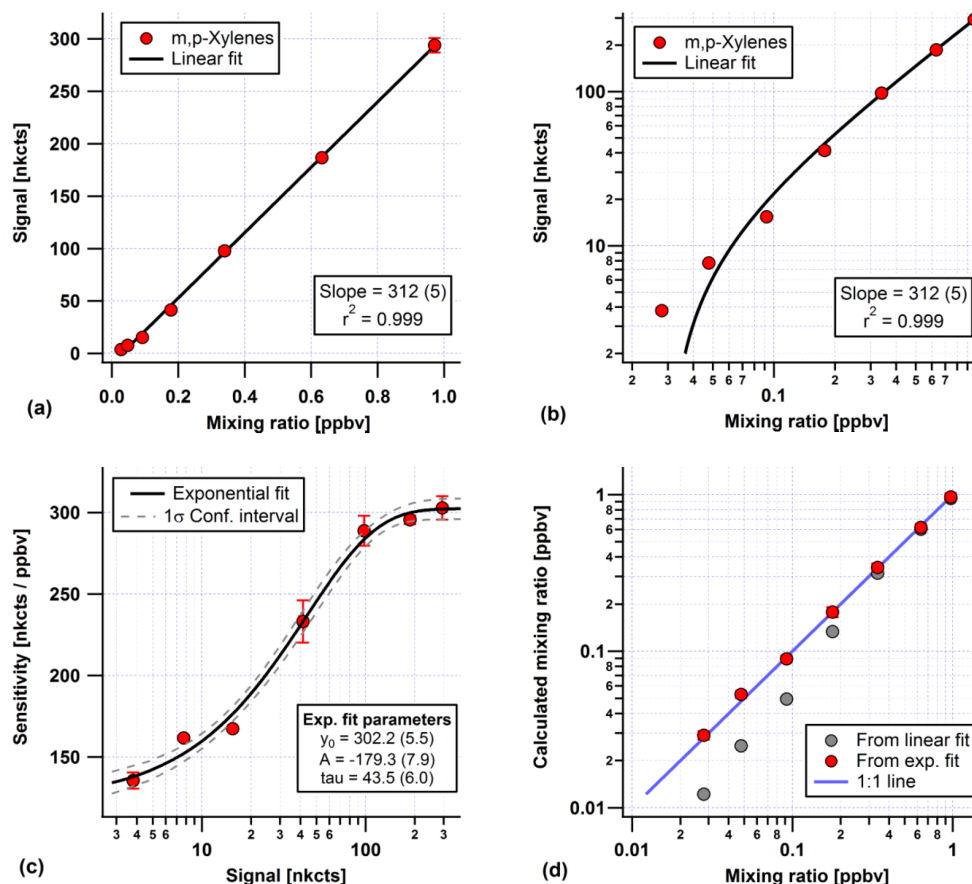 300
250
200
150
100
50
0
Signal [nkcts]
m,p-Xylenes
Linear fit
Slope = 312 (5)
r² = 0.999
0.0 0.2 0.4 0.6 0.8 1.0
Mixing ratio [ppbv]
(a)
2
100
8
6
4
2
10
8
6
4
2
Signal [nkcts]
m,p-Xylenes
Linear fit
Slope = 312 (5)
r² = 0.999
2 3 4 5 6 7 0.1 2 3 4 5 6 7
Mixing ratio [ppbv]
(b)
300
250
200
150
Sensitivity [nkcts / ppbv]
Exponential fit
1σ Conf. interval
Exp. fit parameters
y₀ = 302.2 (5.5)
A = -179.3 (7.9)
tau = 43.5 (6.0)
3 4 5 6 8 10 2 3 4 5 6 8 100 2 3
Signal [nkcts]
(c)
1
8
6
4
2
0.1
8
6
4
2
0.01
Calculated mixing ratio [ppbv]
From linear fit
From exp. fit
1:1 line
0.01 2 4 6 8 0.1 2 4 6 8 1
Mixing ratio [ppbv]
(d)